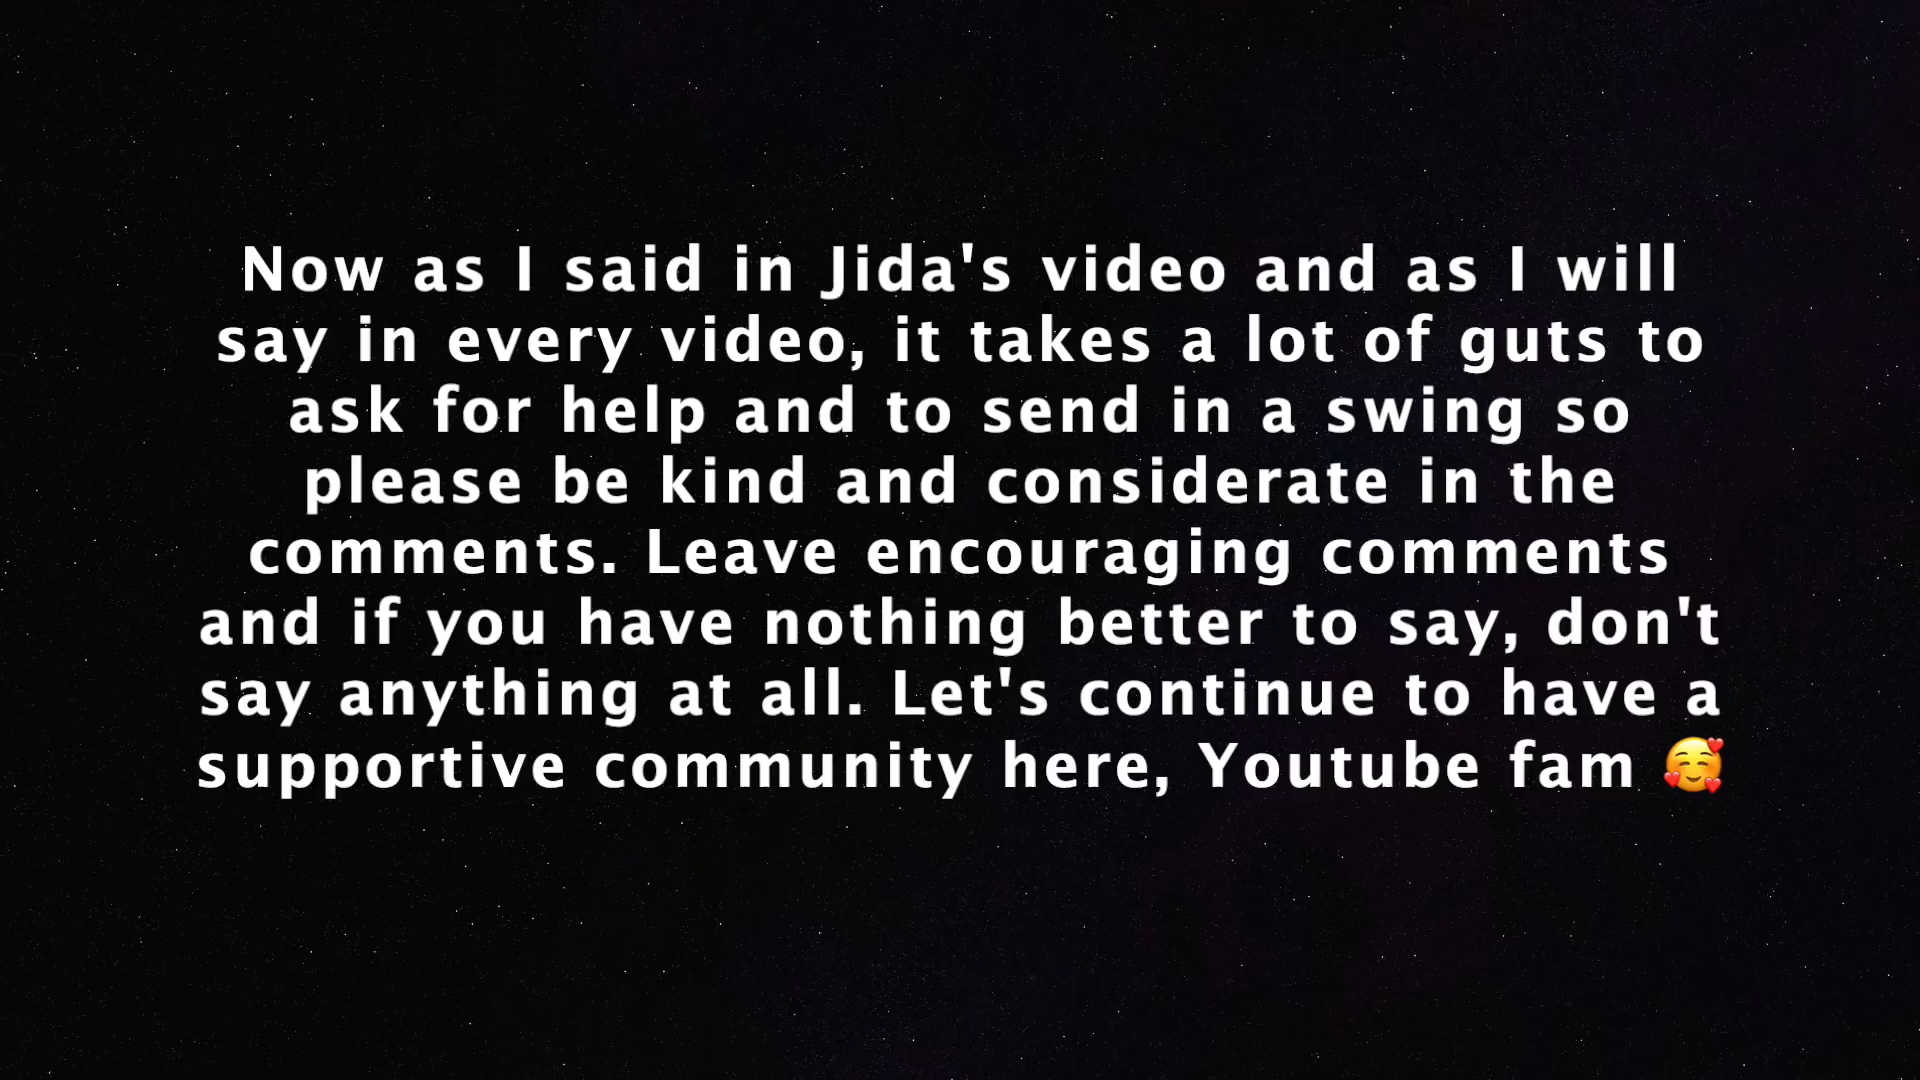 Now as I said in Jida's video and as I will
say in every video, it takes a lot of guts to
ask for help and to send in a swing so
please be kind and considerate in the
comments. Leave encouraging comments
and if you have nothing better to say, don't
say anything at all. Let's continue to have a
supportive community here, Youtube fam 🥰